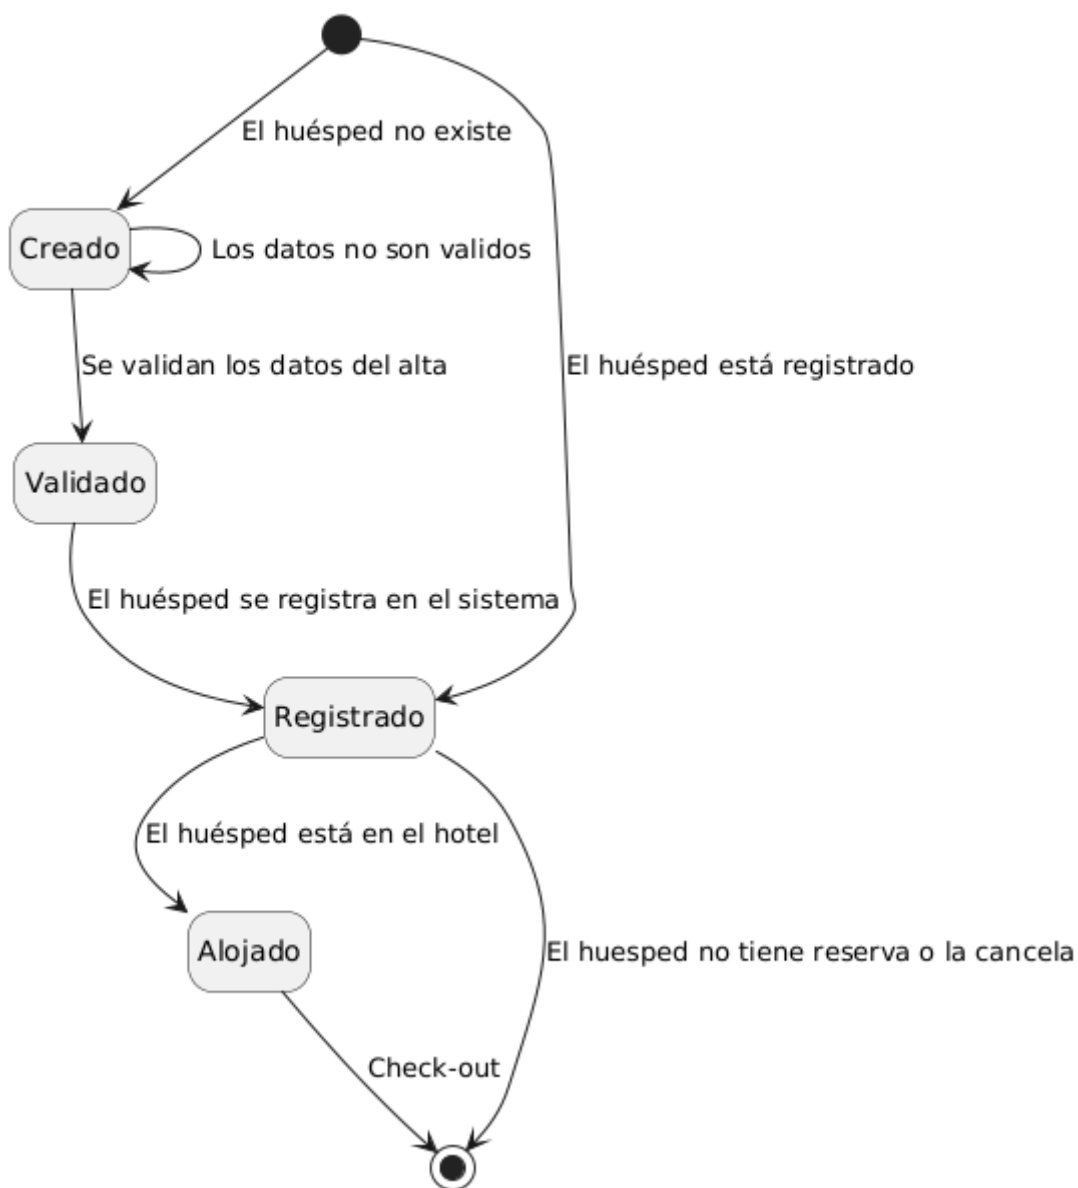 El huésped no existe
Creado
Los datos no son validos
Se validan los datos del alta
El huésped está registrado
Validado
El huésped se registra en el sistema
Registrado
El huésped está en el hotel
Alojado
El huesped no tiene reserva o la cancela
Check-out